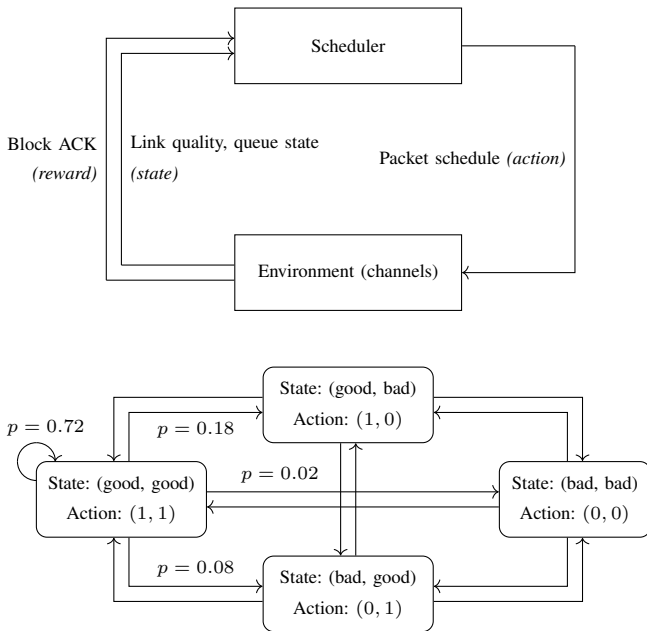 Scheduler
Block ACK
(reward)
Link quality, queue state
(state)
Packet schedule (action)
Environment (channels)
State: (good, bad)
Action: (1, 0)
p = 0.72
p = 0.18
State: (good, good)
Action: (1, 1)
p = 0.02
State: (bad, bad)
Action: (0, 0)
p = 0.08
State: (bad, good)
Action: (0, 1)